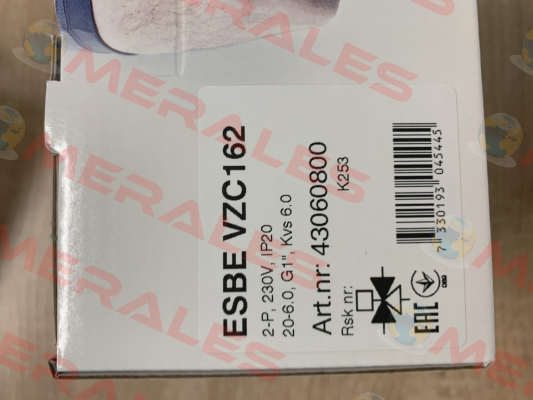 ESBE VZC162
2-P, 230V, IP20
20-6.0, G1", Kvs 6.0
Art.nr: 43060800
Rsk nr:
K253
7 330193 045445
EAC
MERALES
MERALES
MERALES